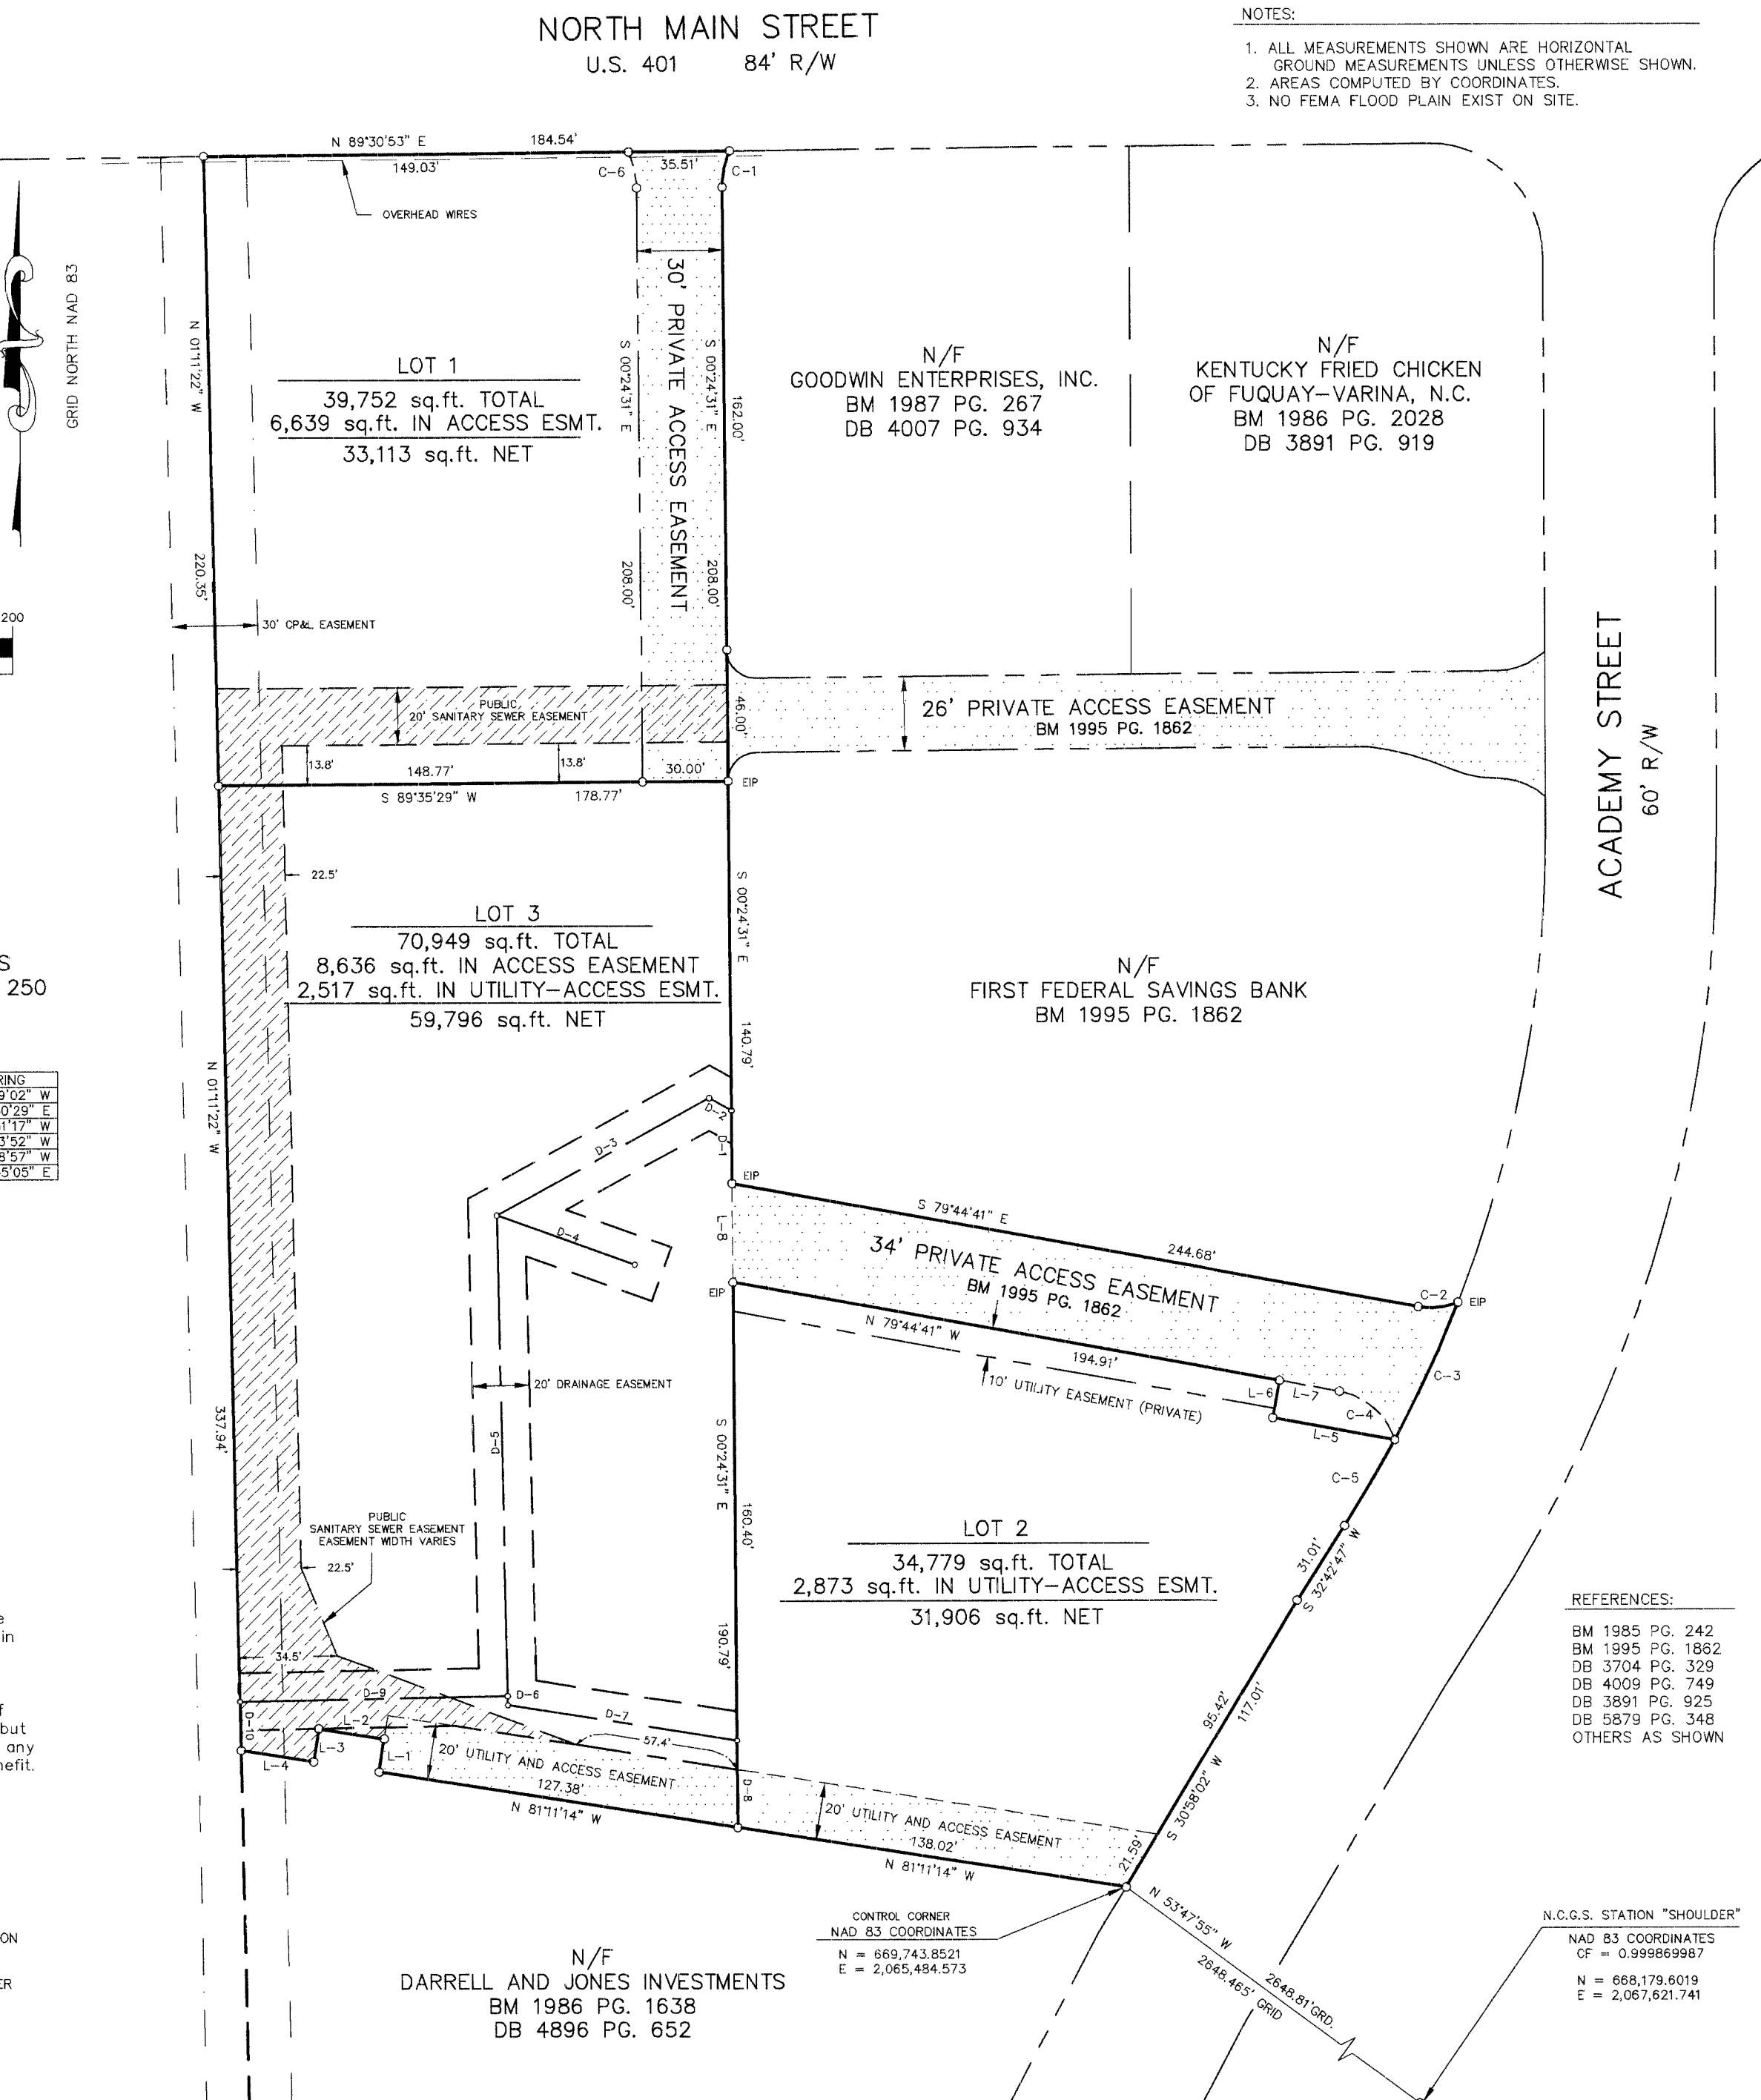 NORTH MAIN STREET
U.S. 401 84' R/W
NOTES:
1. ALL MEASUREMENTS SHOWN ARE HORIZONTAL
GROUND MEASUREMENTS UNLESS OTHERWISE SHOWN.
2. AREAS COMPUTED BY COORDINATES.
3. NO FEMA FLOOD PLAIN EXIST ON SITE.
N 89°30'53" E 184.54'
149.03'
C-6
35.51'
C-1
OVERHEAD WIRES
GRID NORTH NAD 83
N 01°11'22" W
220.35'
LOT 1
39,752 sq.ft. TOTAL
6,639 sq.ft. IN ACCESS ESMT.
33,113 sq.ft. NET
S 00°24'31" E
208.00'
30' PRIVATE ACCESS EASEMENT
S 00°24'31" E
208.00'
162.00'
N/F
GOODWIN ENTERPRISES, INC.
BM 1987 PG. 267
DB 4007 PG. 934
N/F
KENTUCKY FRIED CHICKEN
OF FUQUAY-VARINA, N.C.
BM 1986 PG. 2028
DB 3891 PG. 919
200
30' CP&L EASEMENT
ACADEMY STREET
60' R/W
PUBLIC
20' SANITARY SEWER EASEMENT
46.00'
26' PRIVATE ACCESS EASEMENT
BM 1995 PG. 1862
13.8'
148.77'
13.8'
30.00'
S 89°35'29" W 178.77'
EIP
22.5'
S 00°24'31" E
140.79'
LOT 3
70,949 sq.ft. TOTAL
8,636 sq.ft. IN ACCESS EASEMENT
2,517 sq.ft. IN UTILITY-ACCESS ESMT.
59,796 sq.ft. NET
N/F
FIRST FEDERAL SAVINGS BANK
BM 1995 PG. 1862
S
250
RING
9'02" W
0'29" E
1'17" W
3'52" W
8'57" W
5'05" E
N 01°11'22" W
337.94'
D-2
D-3
D-1
EIP
D-4
L-8
S 79°44'41" E
244.68'
34' PRIVATE ACCESS EASEMENT
BM 1995 PG. 1862
C-2
EIP
EIP
N 79°44'41" W
194.91'
C-3
L-6
L-7
C-4
L-5
10' UTILITY EASEMENT (PRIVATE)
20' DRAINAGE EASEMENT
D-5
C-5
S 00°24'31" E
160.40'
190.79'
PUBLIC
SANITARY SEWER EASEMENT
EASEMENT WIDTH VARIES
22.5'
LOT 2
34,779 sq.ft. TOTAL
2,873 sq.ft. IN UTILITY-ACCESS ESMT.
31,906 sq.ft. NET
31.01'
S 32°42'47" W
REFERENCES:
BM 1985 PG. 242
BM 1995 PG. 1862
DB 3704 PG. 329
DB 4009 PG. 749
DB 3891 PG. 925
DB 5879 PG. 348
OTHERS AS SHOWN
e
in
f
but
any
nefit.
34.5'
D-9
D-6
D-7
D-10
L-2
L-3
L-1
L-4
57.4'
D-8
20' UTILITY AND ACCESS EASEMENT
127.38'
N 81°11'14" W
95.42'
117.01'
S 30°58'02" W
20' UTILITY AND ACCESS EASEMENT
138.02'
N 81°11'14" W
21.59'
CONTROL CORNER
NAD 83 COORDINATES
N = 669,743.8521
E = 2,065,484.573
N 53°47'55" W
2648.465' GRID
2648.81'GRD.
N.C.G.S. STATION "SHOULDER"
NAD 83 COORDINATES
CF = 0.999869987
N = 668,179.6019
E = 2,067,621.741
ON
ER
N/F
DARRELL AND JONES INVESTMENTS
BM 1986 PG. 1638
DB 4896 PG. 652